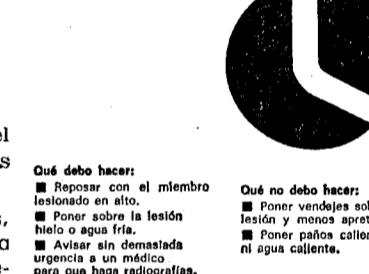 el
s
s,
a
e-
Qué debo hacer:
■ Reposar con el miembro
lesionado en alto.
■ Poner sobre la lesión
hielo o agua fría.
■ Avisar sin demasiada
urgencia a un médico
para que haga radiografías.
Qué no debo hacer:
■ Poner vendajes sob
lesión y menos apret
■ Poner paños calien
ni agua caliente.